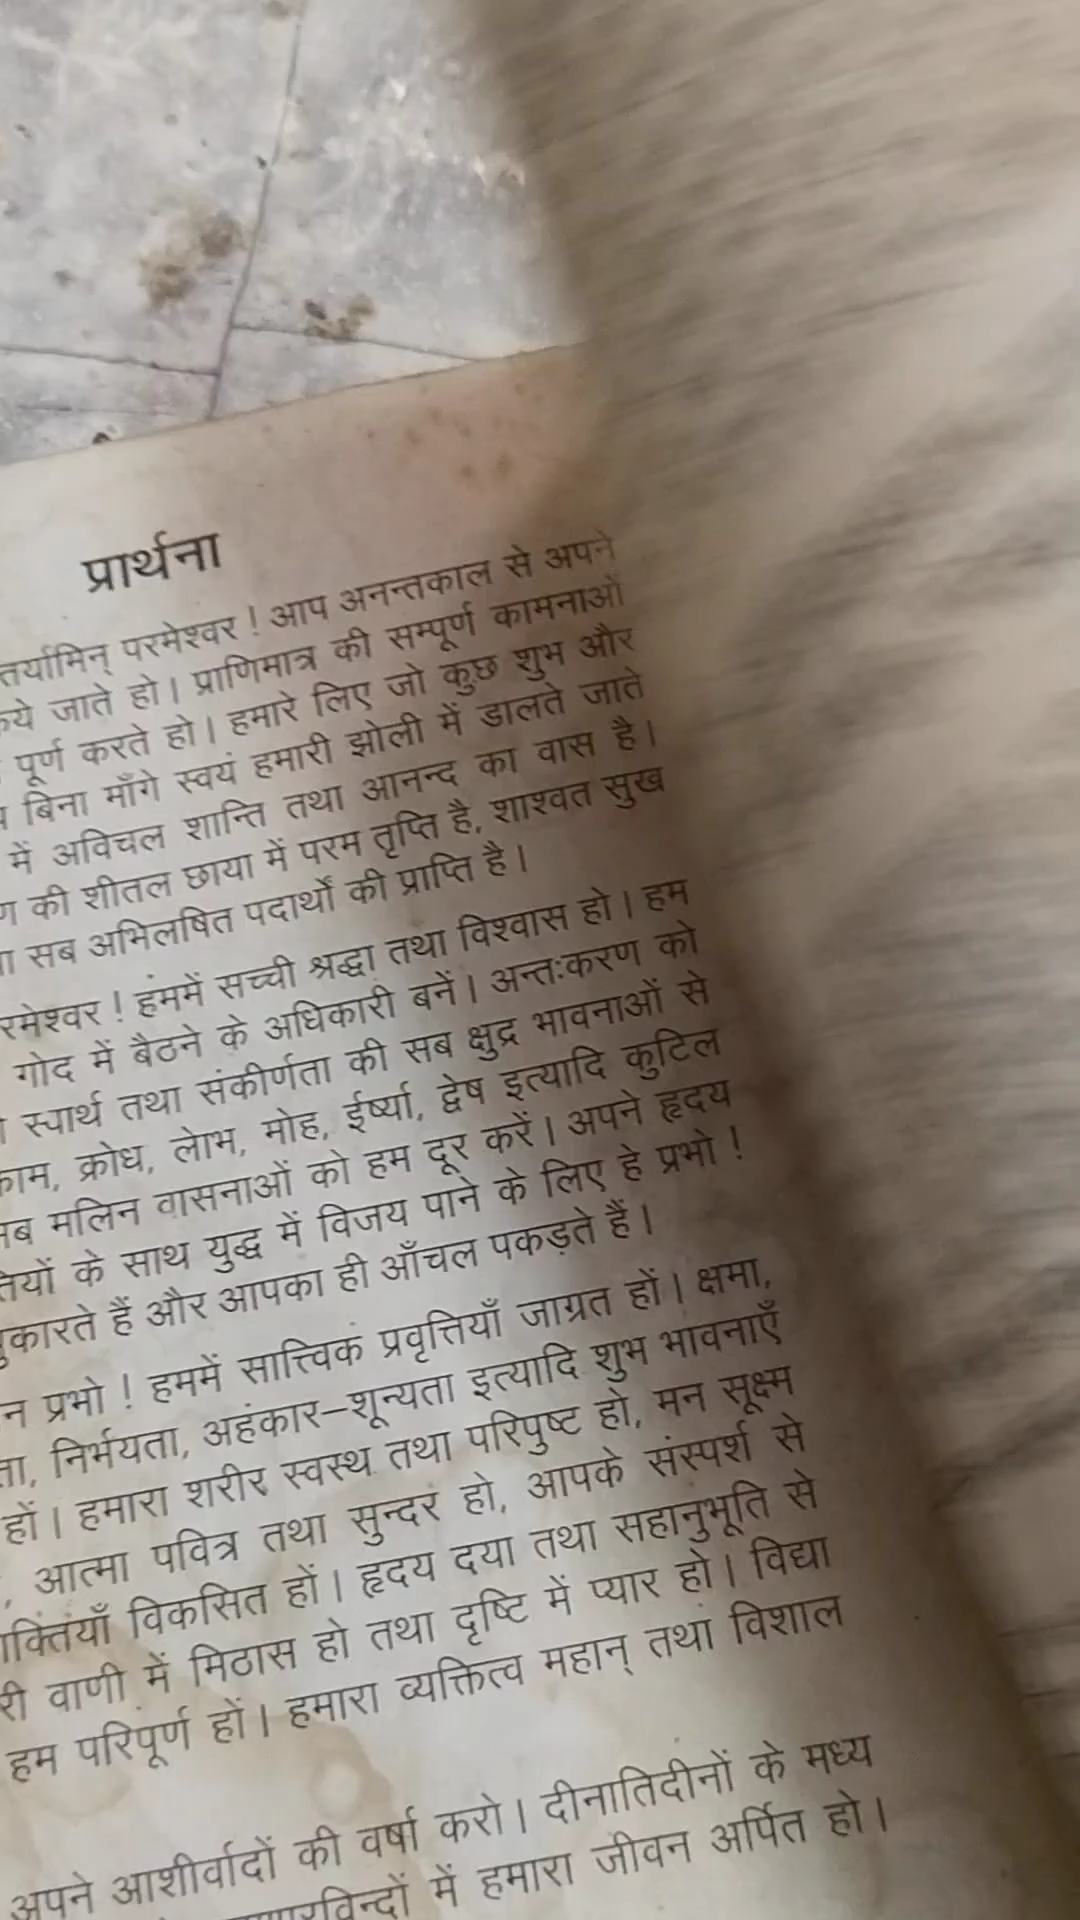 प्रार्थना
परमेश्वर ! आप अनन्तकाल से अपने
जाते हो । प्राणिमात्र की सम्पूर्ण कामनाओं
पूर्ण करते हो । हमारे लिए जो कुछ शुभ और
बिना माँगे स्वयं हमारी झोली में डालते जाते
में अविचल शान्ति तथा आनन्द का वास है ।
की शीतल छाया में परम तृप्ति है, शाश्वत सुख
सब अभिलषित पदार्थों की प्राप्ति है ।
रमेश्वर ! हंममें सच्ची श्रद्धा तथा विश्वास हो । हम
गोद में बैठने के अधिकारी बनें । अन्तःकरण को
स्पार्थ तथा संकीर्णता की सब क्षुद्र भावनाओं से
काम, क्रोध, लोभ, मोह, ईर्ष्या, द्वेष इत्यादि कुटिल
मलिन वासनाओं को हम दूर करें । अपने हृदय
के साथ युद्ध में विजय पाने के लिए हे प्रभो !
पुकारते हैं और आपका ही आँचल पकड़ते हैं ।
न प्रभो ! हममें सात्त्विक प्रवृत्तियाँ जाग्रत हों । क्षमा,
ता, निर्भयता, अहंकार–शून्यता इत्यादि शुभ भावनाएँ
हों । हमारा शरीर स्वस्थ तथा परिपुष्ट हो, मन सूक्ष्म
, आत्मा पवित्र तथा सुन्दर हो, आपके संस्पर्श से
विकसित हों । हृदय दया तथा सहानुभूति से
री वाणी में मिठास हो तथा दृष्टि में प्यार हो । विद्या
हम परिपूर्ण हों । हमारा व्यक्तित्व महान् तथा विशाल
अपने आशीर्वादों की वर्षा करो । दीनातिदीनों के मध्य
में हमारा जीवन अर्पित हो ।